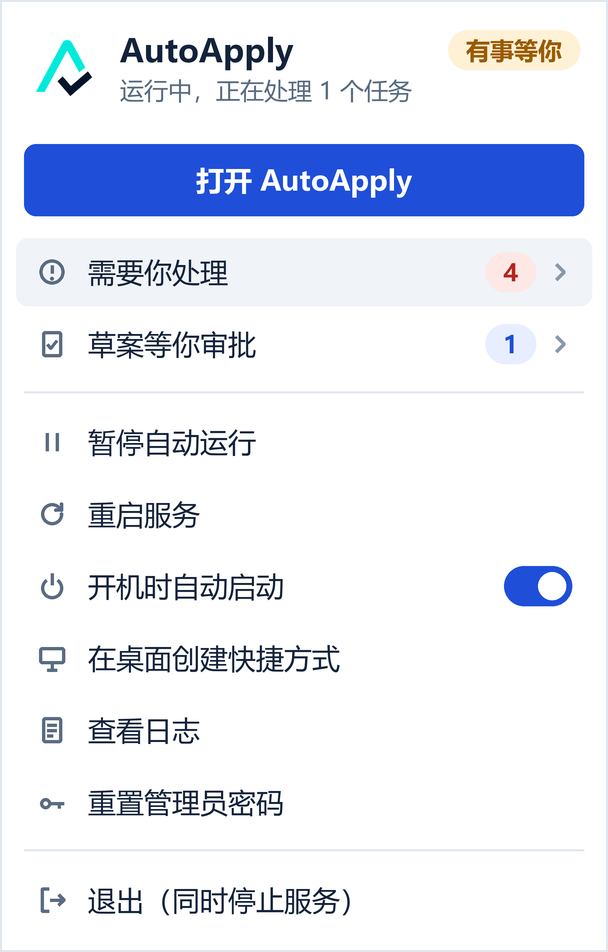 AutoApply
有事等你
运行中，正在处理 1 个任务
打开 AutoApply
需要你处理 4
草案等你审批 1
暂停自动运行
重启服务
开机时自动启动
在桌面创建快捷方式
查看日志
重置管理员密码
退出（同时停止服务）